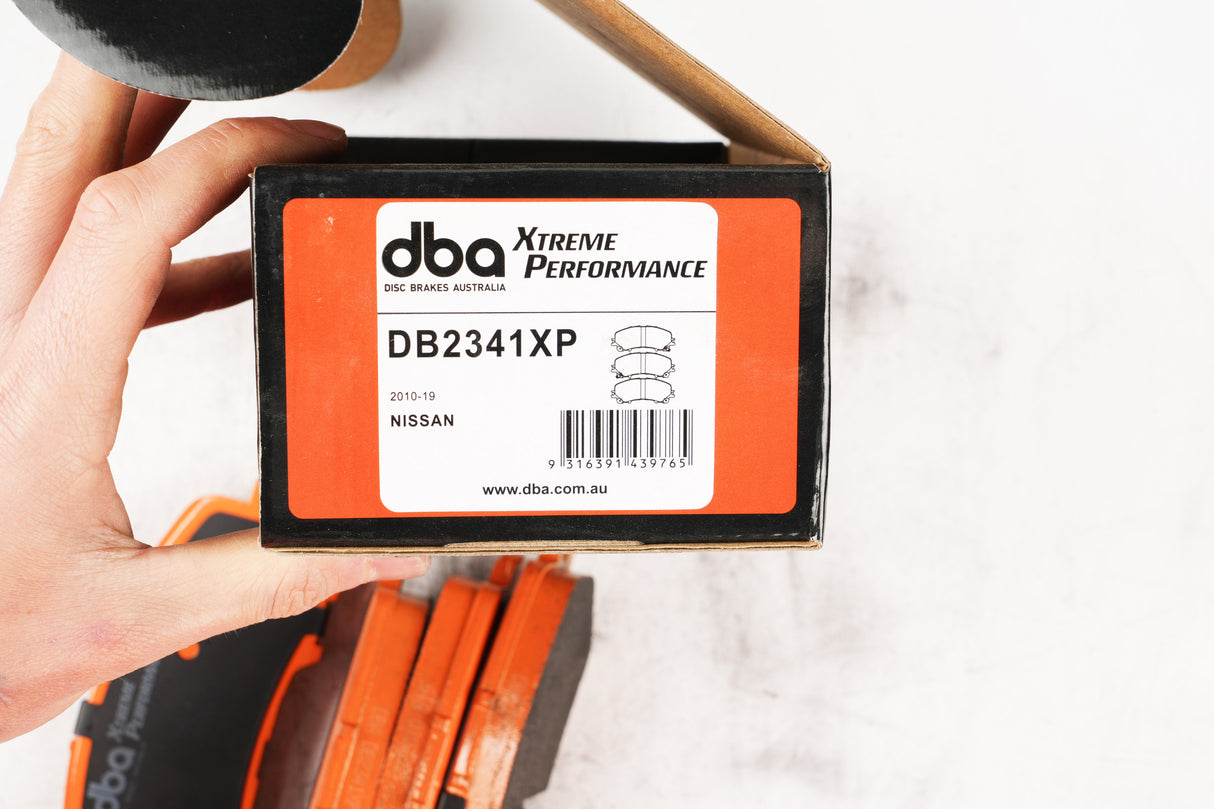 dba XTREME
PERFORMANCE
DISC BRAKES AUSTRALIA
DB2341XP
2010-19
NISSAN
9 316391 439765
www.dba.com.au
dba XTREME
PERFORMANCE